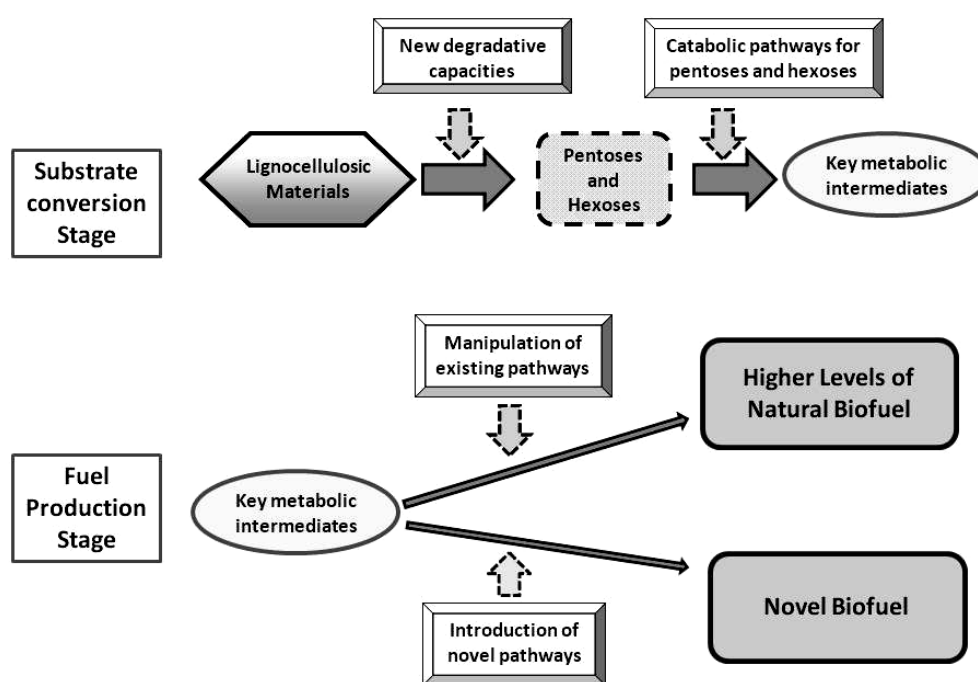 New degradative
capacities
Catabolic pathways for
pentoses and hexoses
Substrate
conversion
Stage
Lignocellulosic
Materials
Pentoses
and
Hexoses
Key metabolic
intermediates
Manipulation of
existing pathways
Higher Levels of
Natural Biofuel
Fuel
Production
Stage
Key metabolic
intermediates
Novel Biofuel
Introduction of
novel pathways